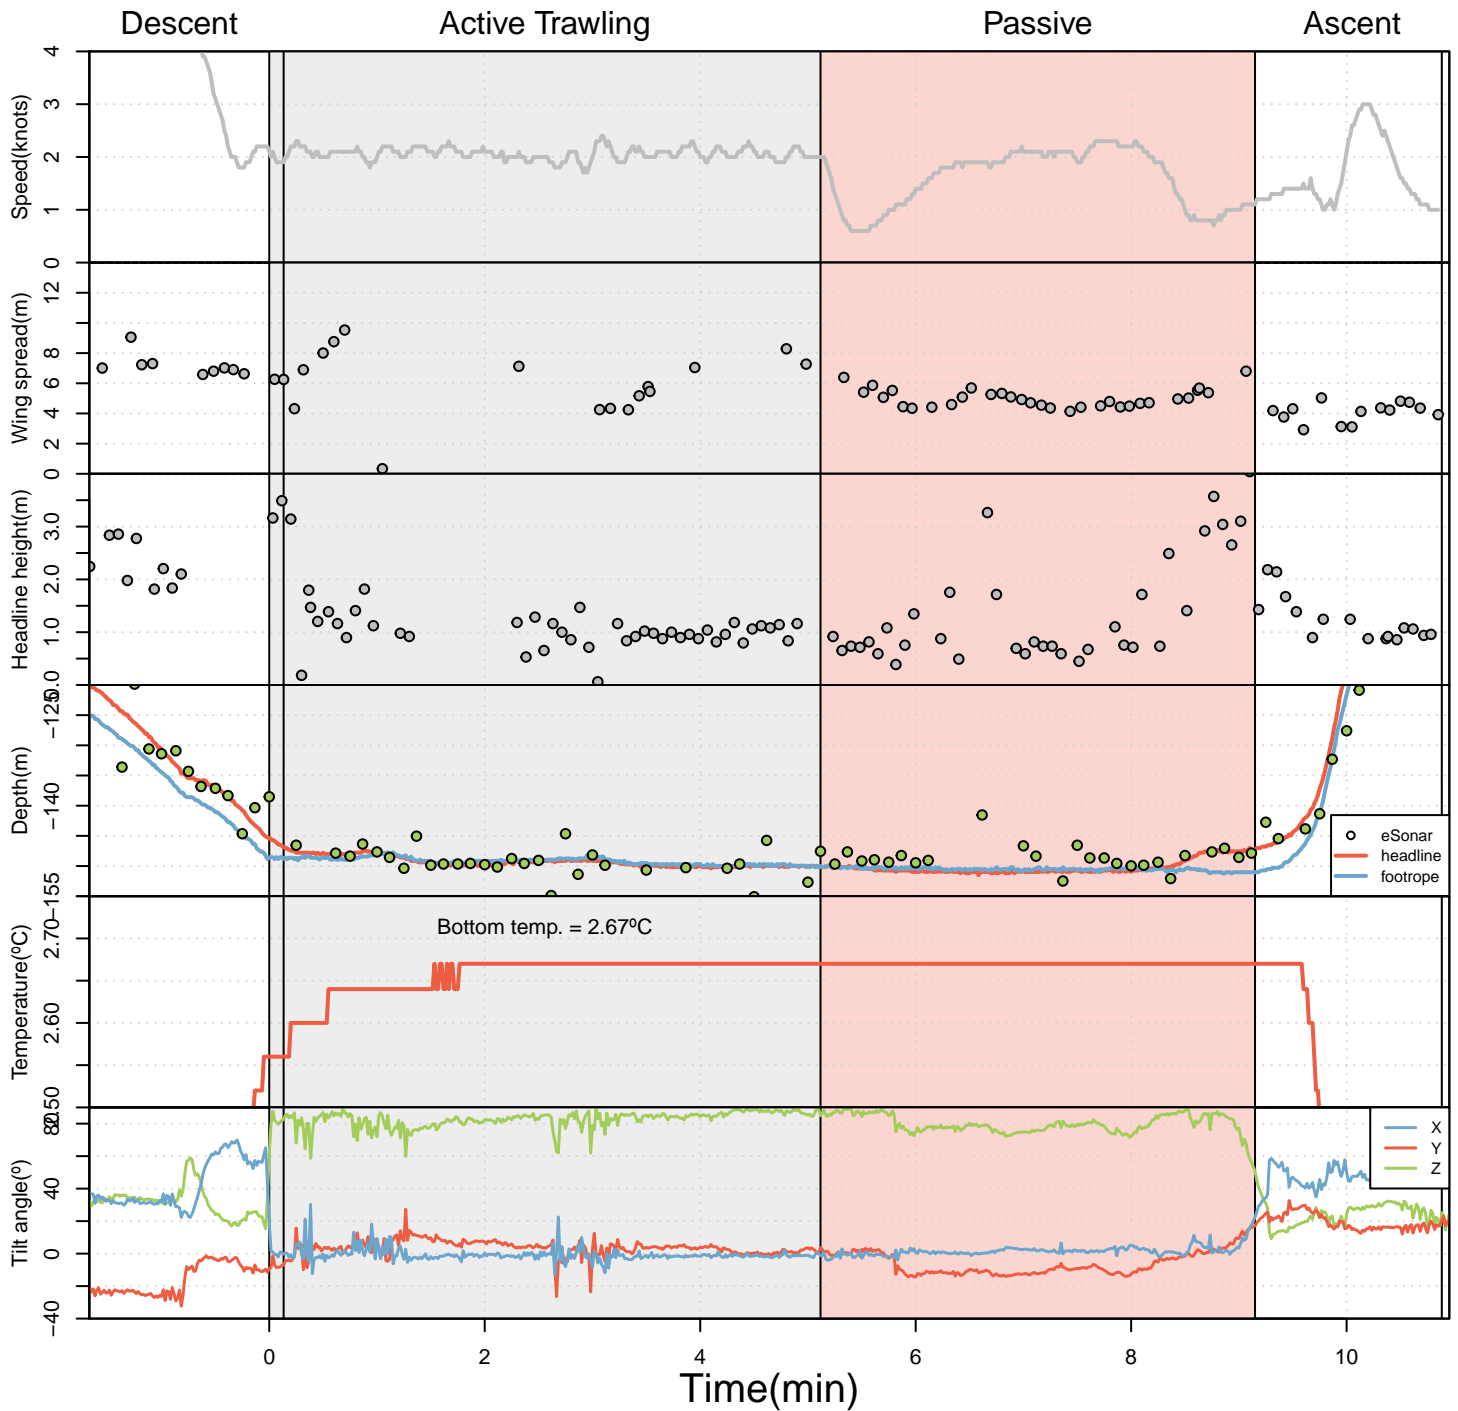 Descent Active Trawling Passive Ascent
Speed(knots)
4
3
2
1
0
Wing spread(m)
12
8
6
4
2
0
Headline height(m)
3.0
2.0
1.0
0.0
Depth(m)
−125
−140
−155
eSonar
headline
footrope
Temperature(ºC)
2.70
2.60
2.50
Bottom temp. = 2.67ºC
Tilt angle(º)
80
40
0
−40
X
Y
Z
0 2 4 6 8 10
Time(min)